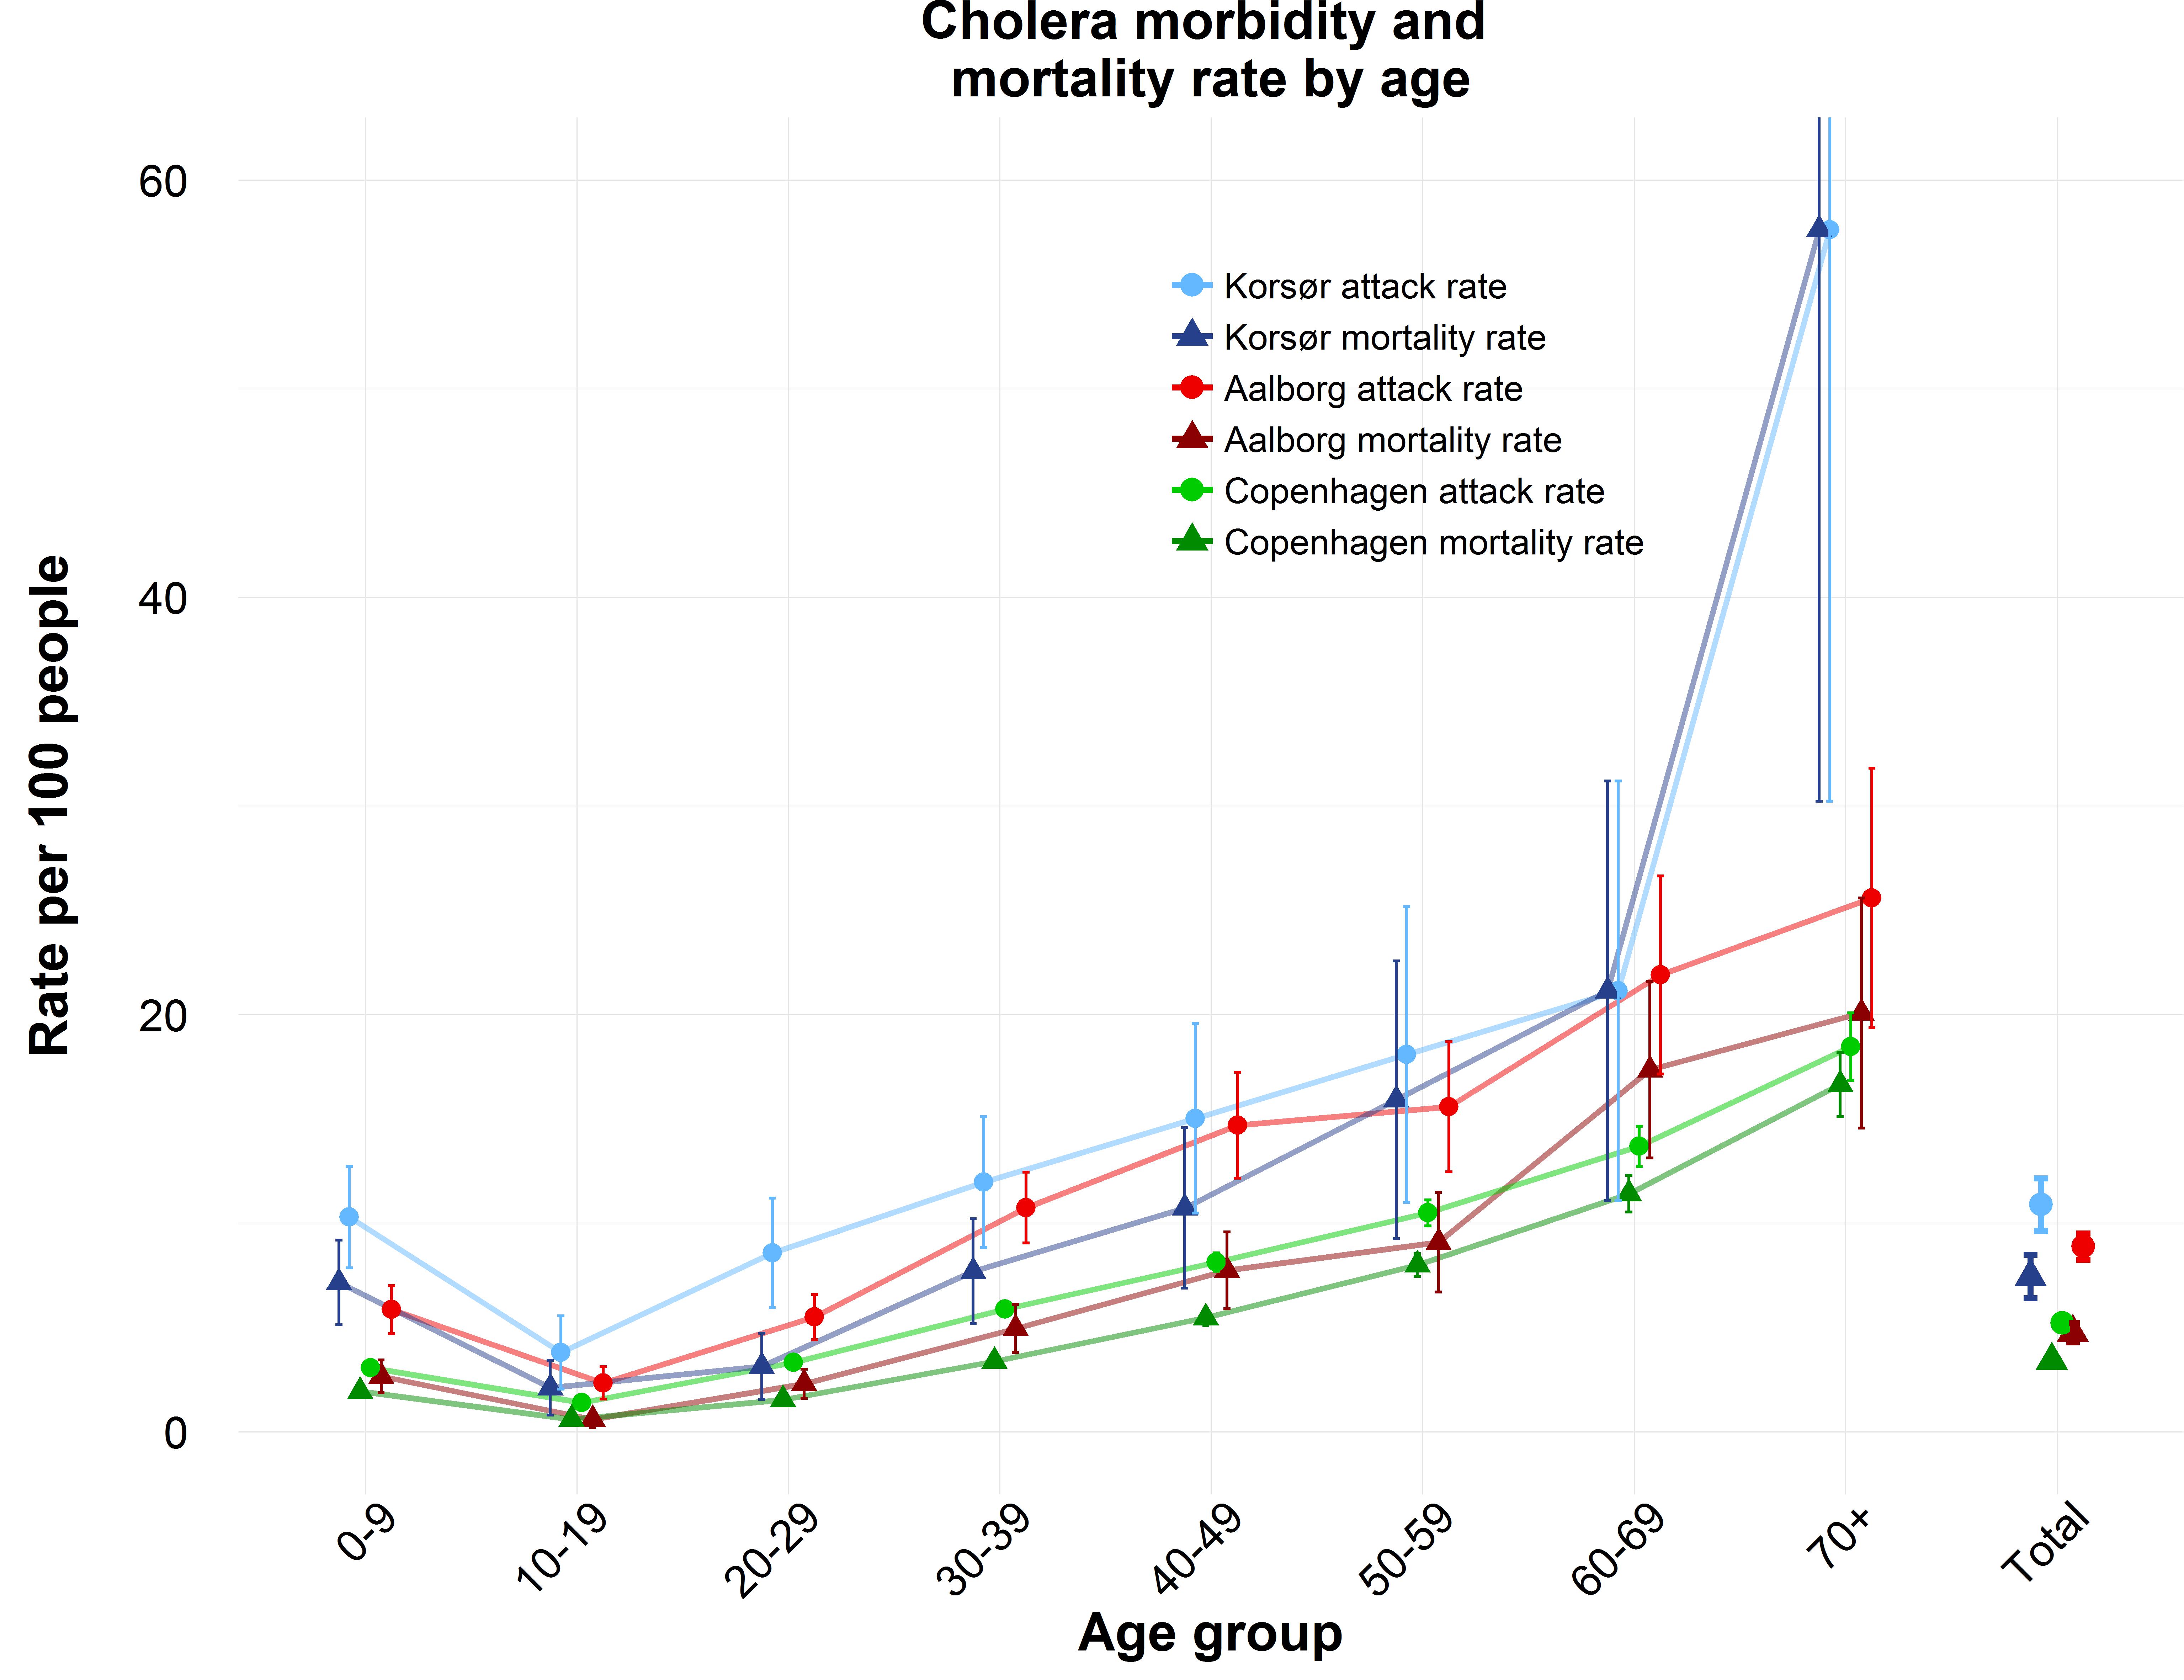 Cholera morbidity and
mortality rate by age
Rate per 100 people
60
40
20
0
Korsør attack rate
Korsør mortality rate
Aalborg attack rate
Aalborg mortality rate
Copenhagen attack rate
Copenhagen mortality rate
0-9
10-19
20-29
30-39
40-49
50-59
60-69
70+
Total
Age group